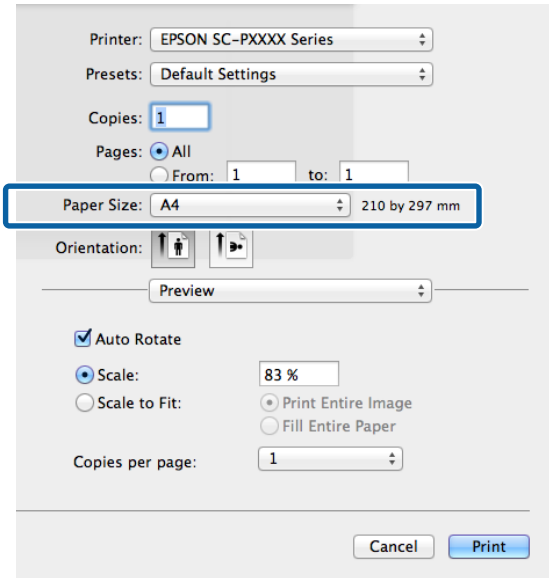 Printer: EPSON SC-PXXXX Series
Presets: Default Settings
Copies: 1
Pages: All
From: 1 to: 1
Paper Size: A4 210 by 297 mm
Orientation:
Preview
Auto Rotate
Scale: 83 %
Scale to Fit: Print Entire Image
Fill Entire Paper
Copies per page: 1
Cancel Print